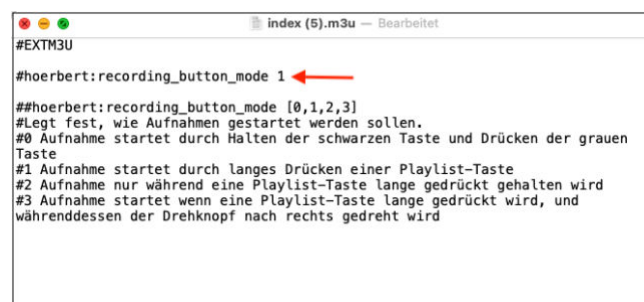 index (5).m3u — Bearbeitet
#EXTM3U
#hoerbert:recording_button_mode 1
##hoerbert:recording_button_mode [0,1,2,3]
#Legt fest, wie Aufnahmen gestartet werden sollen.
#0 Aufnahme startet durch Halten der schwarzen Taste und Drücken der grauen
Taste
#1 Aufnahme startet durch langes Drücken einer Playlist-Taste
#2 Aufnahme nur während eine Playlist-Taste lange gedrückt gehalten wird
#3 Aufnahme startet wenn eine Playlist-Taste lange gedrückt wird, und
währenddessen der Drehknopf nach rechts gedreht wird